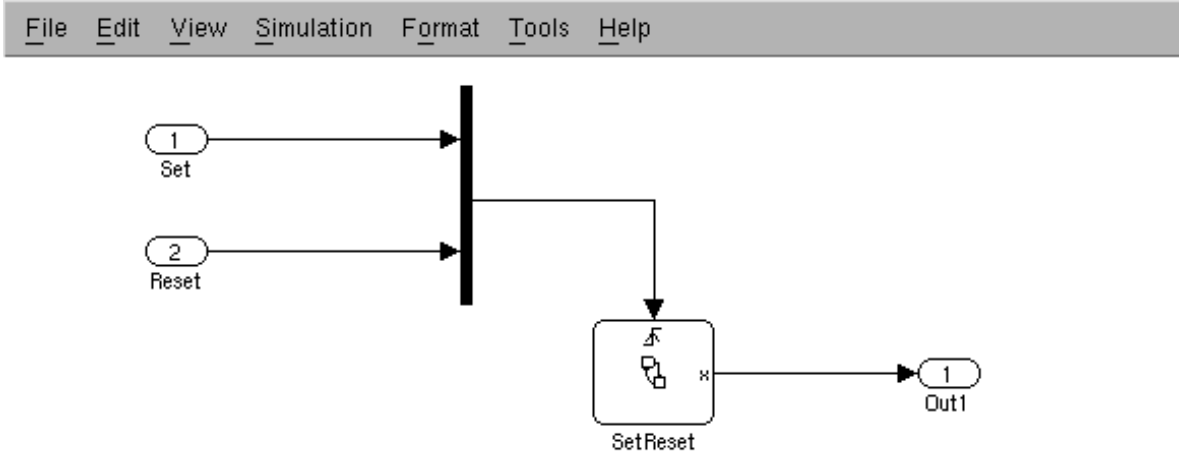 File Edit View Simulation Format Tools Help
1
Set
2
Reset
x
1
Out1
SetReset